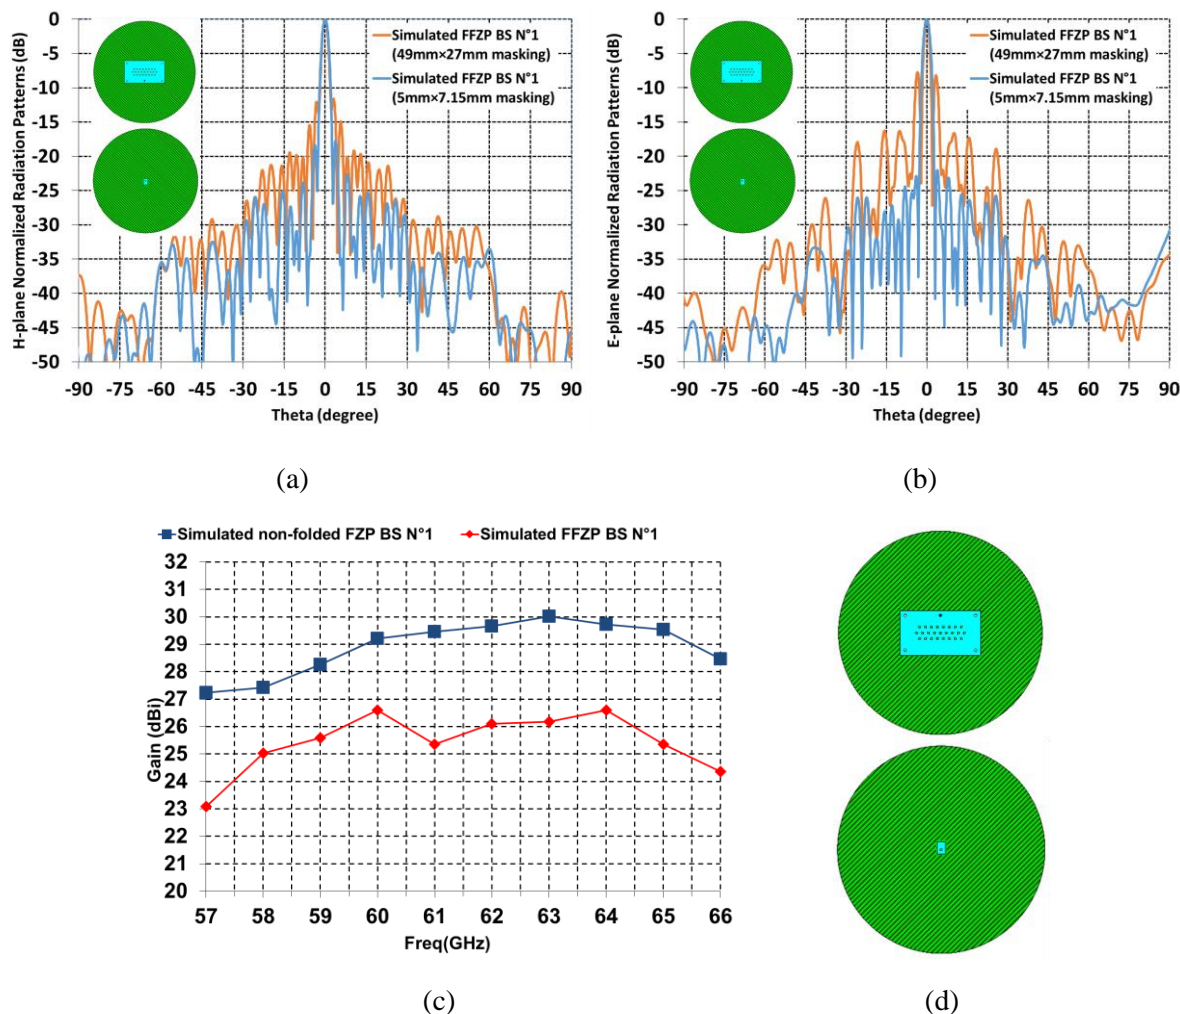 H-plane Normalized Radiation Patterns (dB)
0
-5
-10
-15
-20
-25
-30
-35
-40
-45
-50
Simulated FFZP BS N°1
(49mm×27mm masking)
Simulated FFZP BS N°1
(5mm×7.15mm masking)
-90 -75 -60 -45 -30 -15 0 15 30 45 60 75 90
Theta (degree)
(a)
E-plane Normalized Radiation Patterns (dB)
0
-5
-10
-15
-20
-25
-30
-35
-40
-45
-50
Simulated FFZP BS N°1
(49mm×27mm masking)
Simulated FFZP BS N°1
(5mm×7.15mm masking)
-90 -75 -60 -45 -30 -15 0 15 30 45 60 75 90
Theta (degree)
(b)
Simulated non-folded FZP BS N°1 Simulated FFZP BS N°1
Gain (dBi)
32
31
30
29
28
27
26
25
24
23
22
21
20
57 58 59 60 61 62 63 64 65 66
Freq(GHz)
(c)
(d)